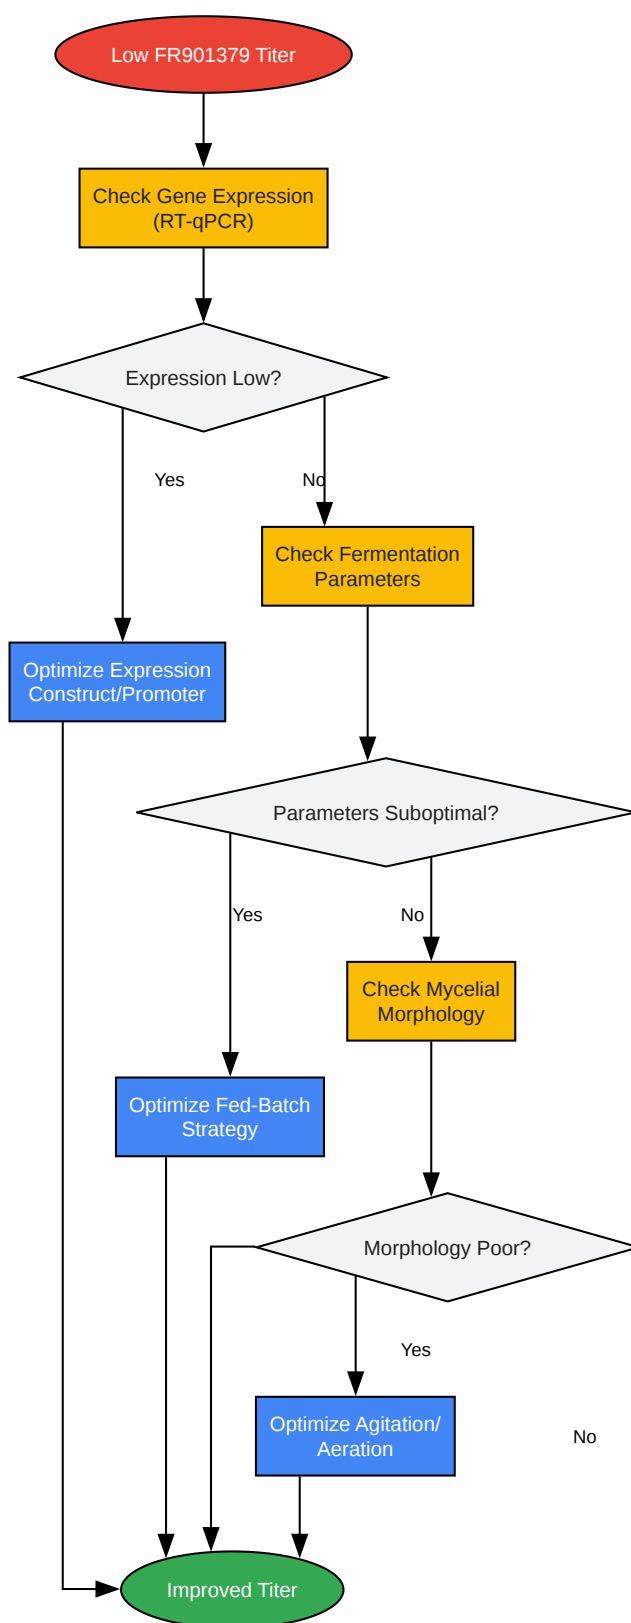 Low FR901379 Titer
Check Gene Expression
(RT-qPCR)
Expression Low?
Yes
No
Check Fermentation
Parameters
Optimize Expression
Construct/Promoter
Parameters Suboptimal?
Yes
No
Check Mycelial
Morphology
Optimize Fed-Batch
Strategy
Morphology Poor?
Yes
Optimize Agitation/
Aeration
No
Improved Titer